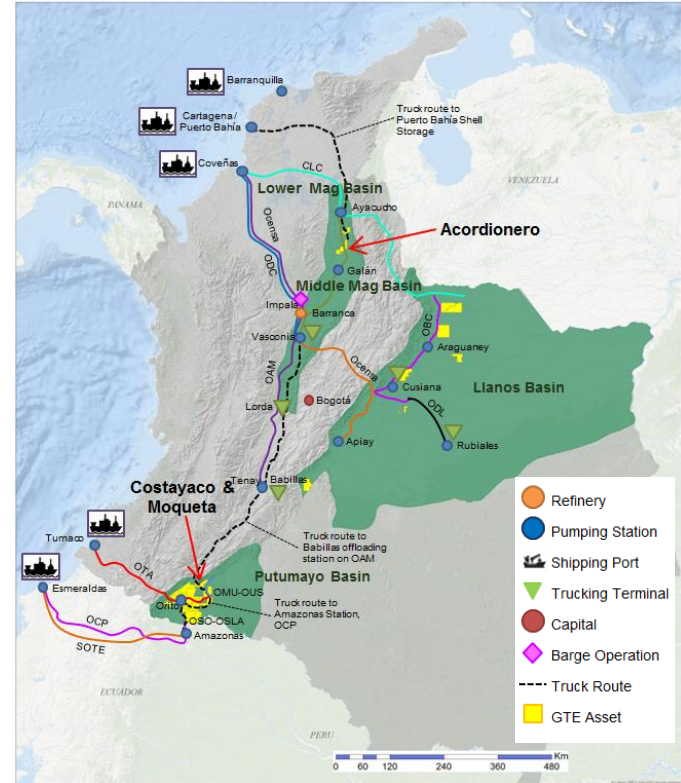 Barranquilla
Cartagena/
Puerto Bahía
Truck route to
Puerto Bahía Shell
Storage
Coveñas
CLC
VENEZUELA
Lower Mag Basin
PANAMA
Ayacucho
Acordionero
Ocensa
ODC
Galán
Middle Mag Basin
Impala
Barranca
OBC
Vasconia
Araguaney
OAM
Ocensa
Llanos Basin
Cusiana
Lorda
Bogotá
ODL
Apiay
Rubiales
Costayaco &
Moqueta
Tenay
Babillas
Refinery
Pumping Station
Shipping Port
Trucking Terminal
Capital
Barge Operation
Truck Route
GTE Asset
Tumaco
Truck route to
Babillas offloading
station on OAM
OTA
Putumayo Basin
Esmeraldas
OMU-OUS
Orito
Truck route to
Amazonas Station,
OCP
OCP
OSO-OSLA
Amazonas
SOTE
ECUADOR
PERU
Km
0 60 120 240 360 480